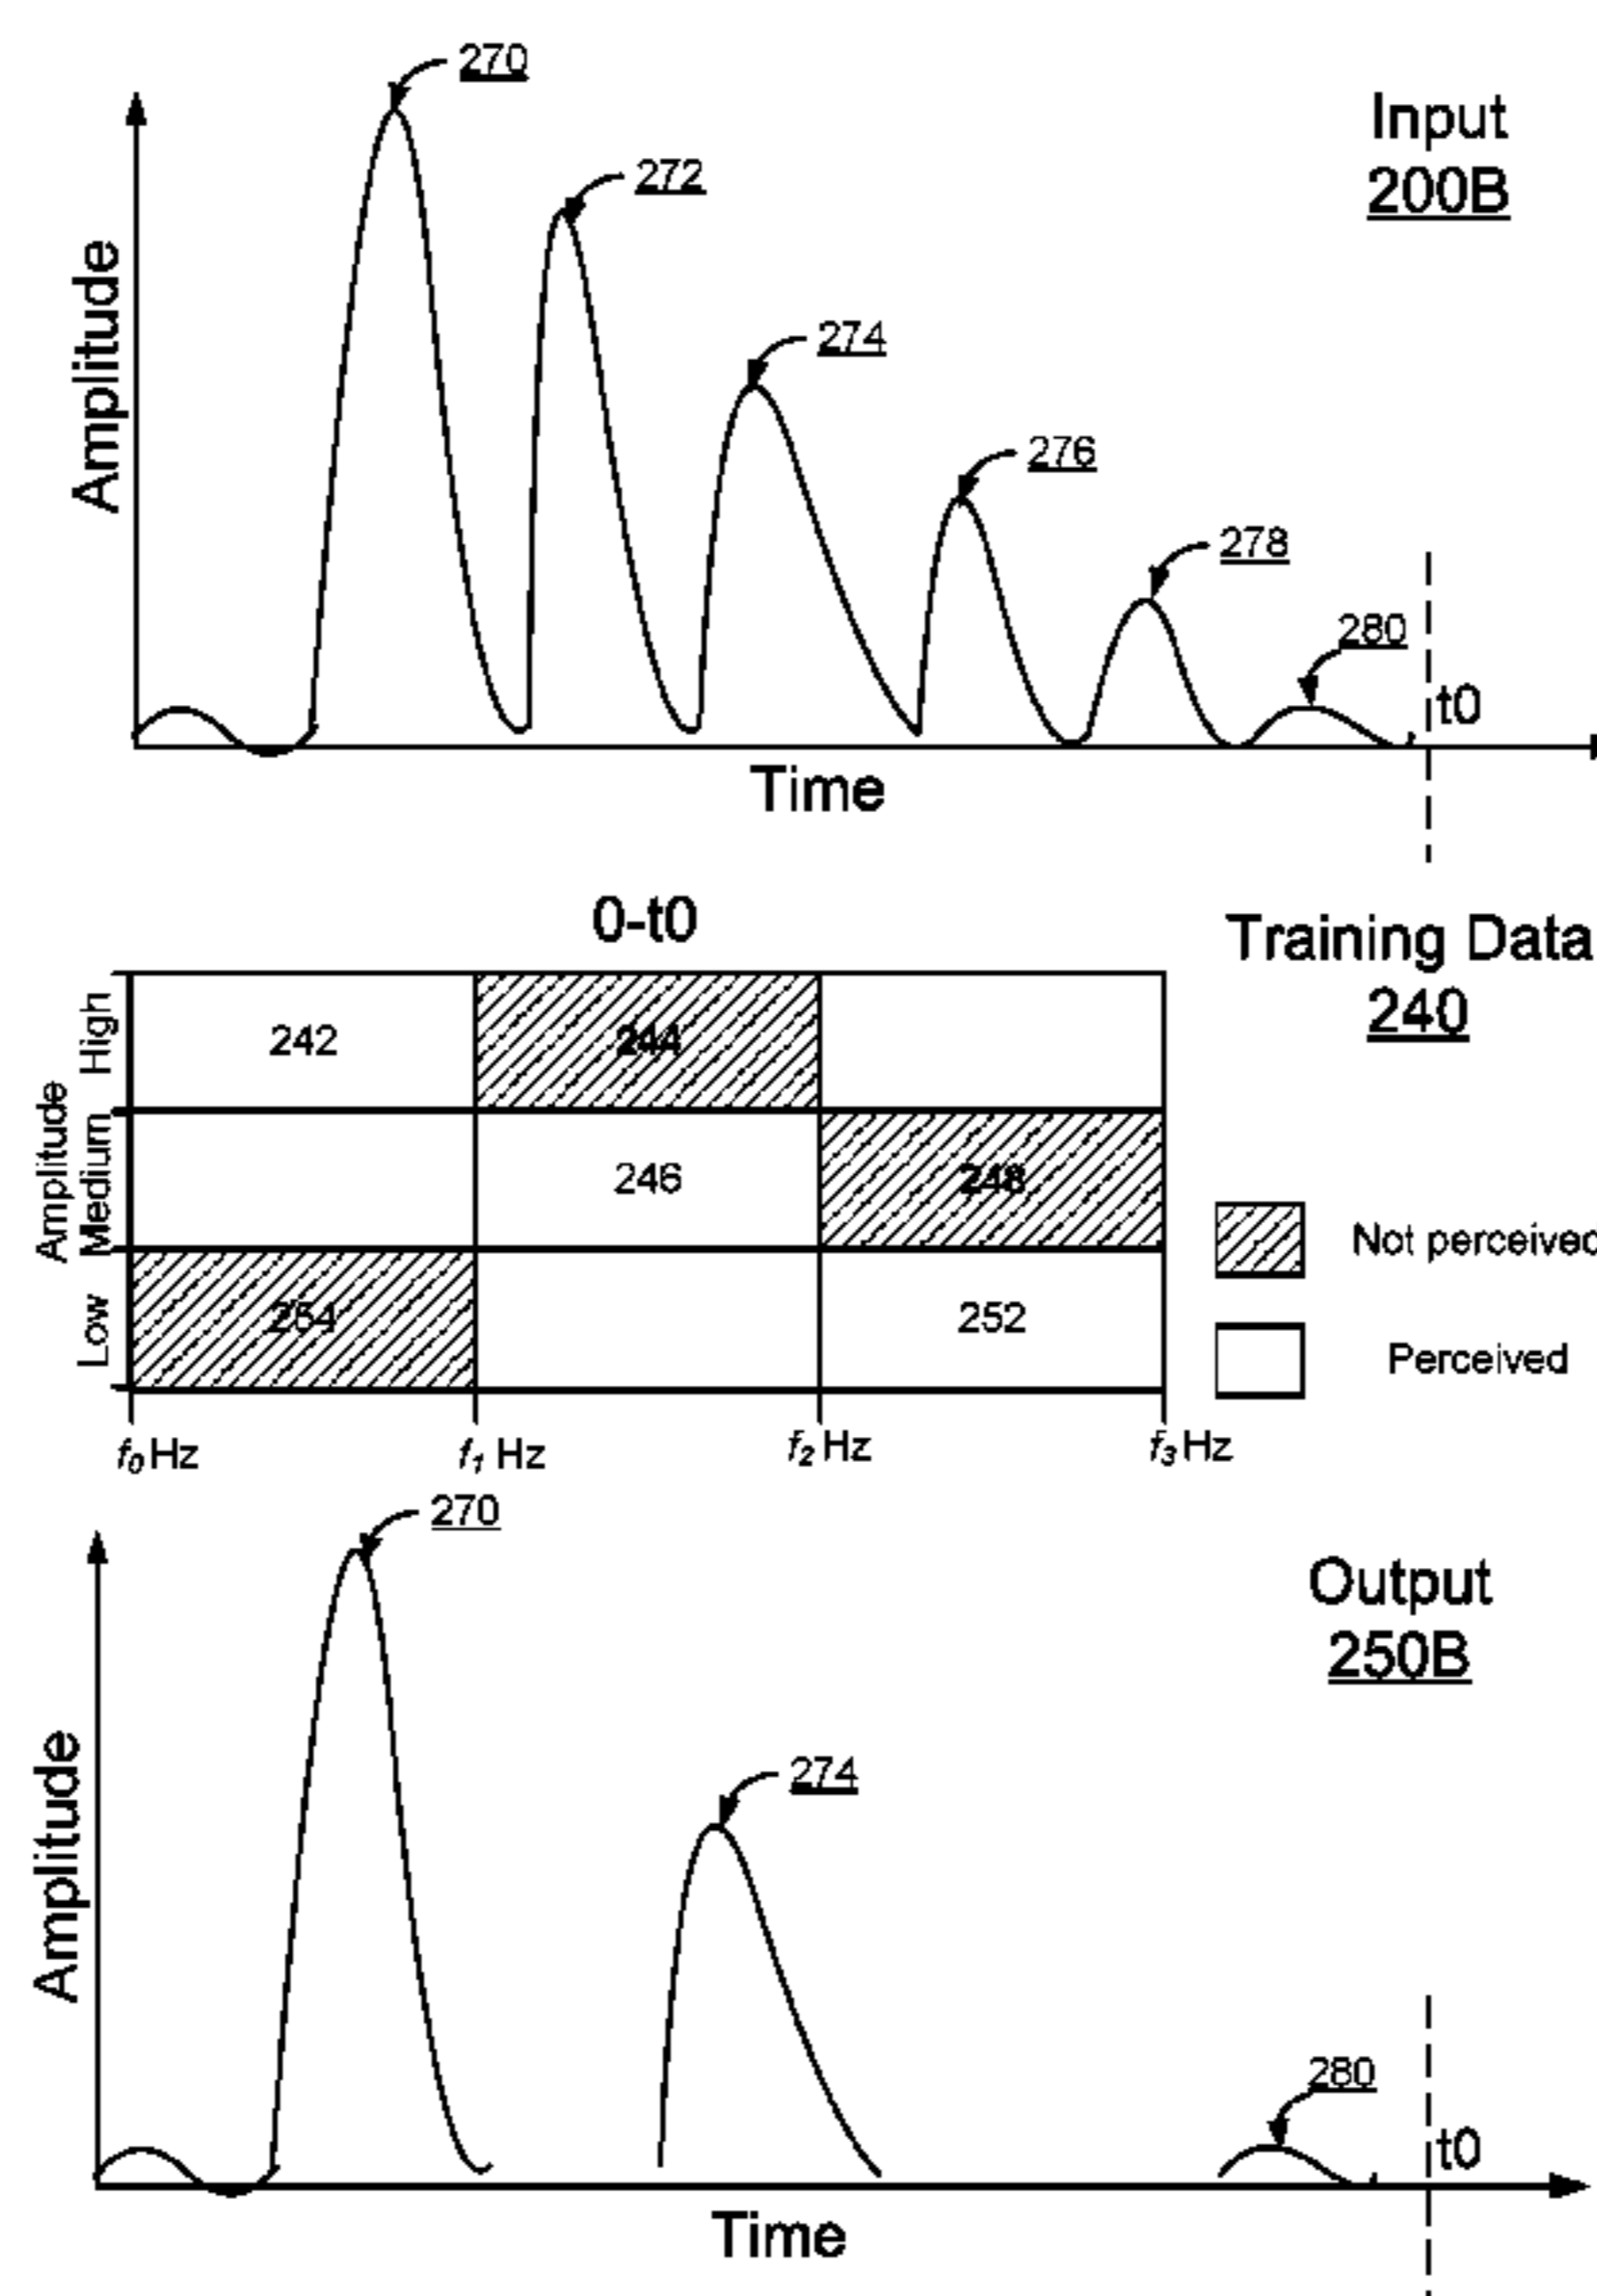 270
Input
200B
272
274
276
278
280
t0
Amplitude
Time
0-t0
Training Data
240
Amplitude
High
Medium
Low
242
244
246
248
254
252
Not perceived
Perceived
f0 Hz
f1 Hz
f2 Hz
f3 Hz
270
Output
250B
274
280
t0
Amplitude
Time